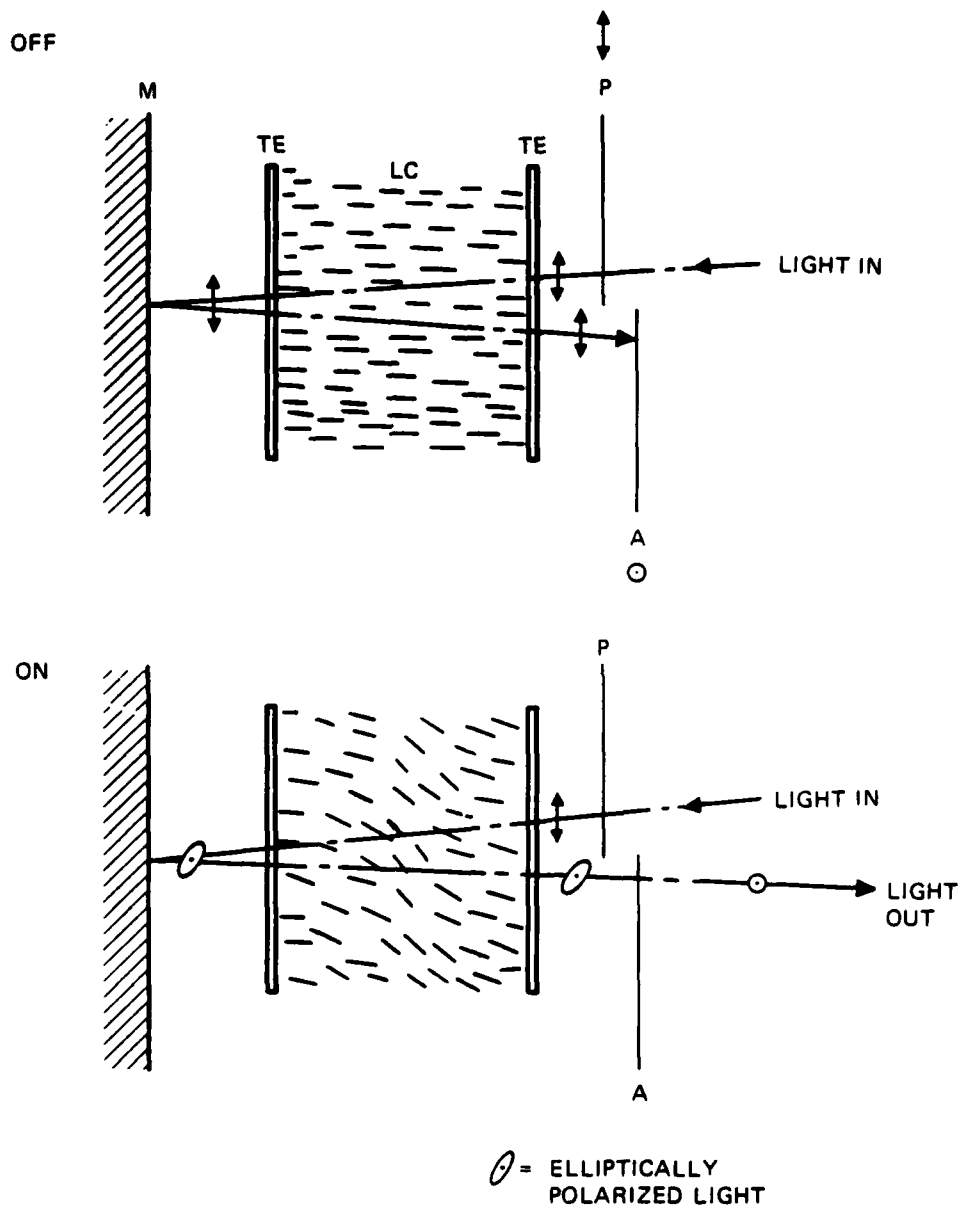 OFF
P
M
TE
TE
LC
LIGHT IN
A
ON
P
LIGHT IN
LIGHT
OUT
A
= ELLIPTICALLY
POLARIZED LIGHT